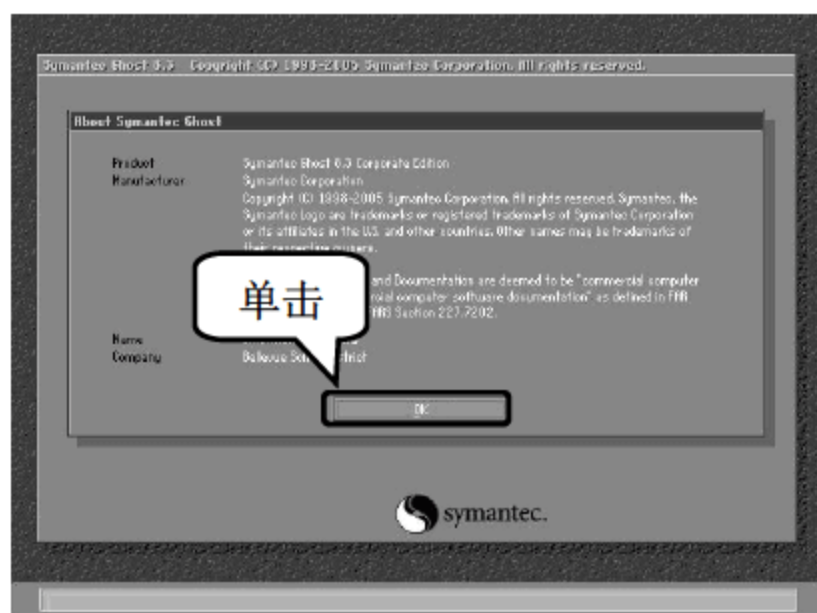 Symantec Ghost 8.3 Copyright (C) 1998-2005 Symantec Corporation. All rights reserved.
About Symantec Ghost
Product Symantec Ghost 8.3 Corporate Edition
Manufacturer Symantec Corporation
Copyright (C) 1998-2005 Symantec Corporation. All rights reserved. Symantec, the
Symantec Logo are trademarks or registered trademarks of Symantec Corporation
or its affiliates in the U.S. and other countries. Other names may be trademarks of
their respective owners.
and Documentation are deemed to be "commercial computer
computer software documentation" as defined in FAR
Section 227.7202.
单击
Name
Company Bellevue
OK
symantec.